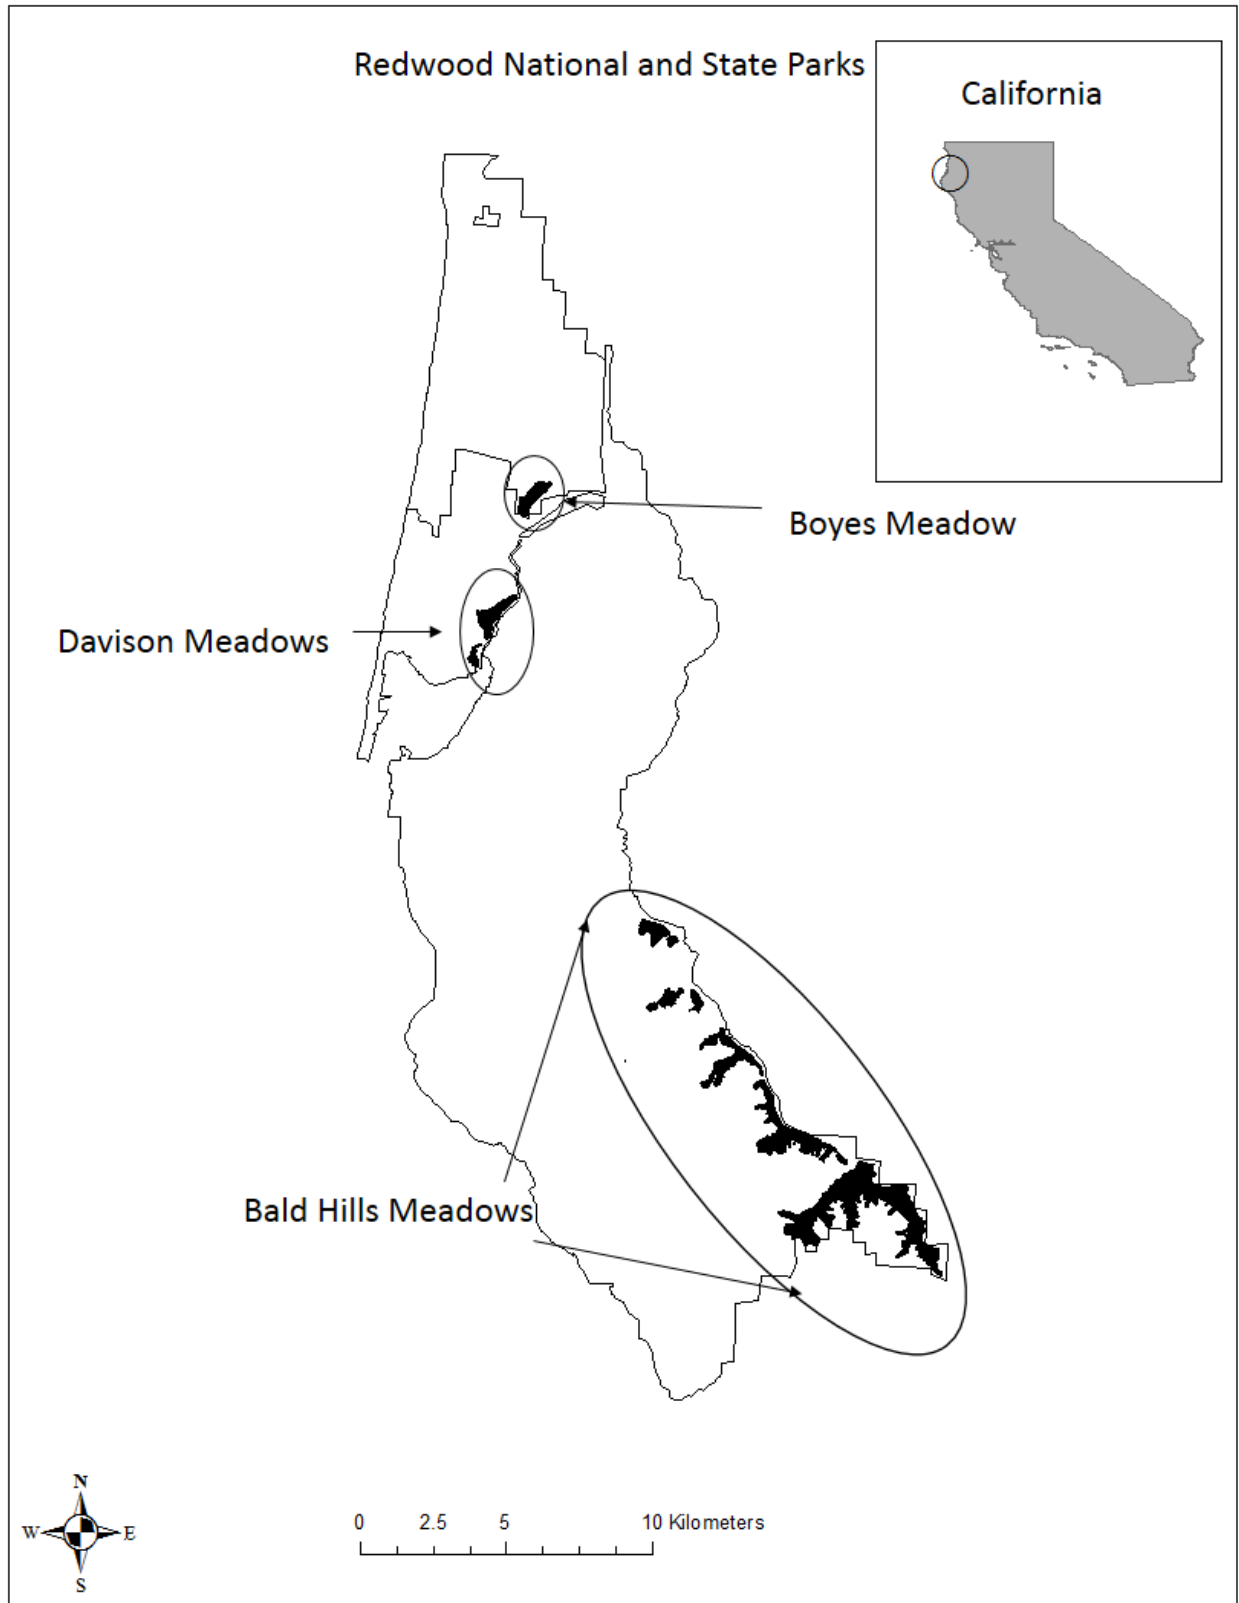 Redwood National and State Parks
California
Boyes Meadow
Davison Meadows
Bald Hills Meadows
N
W E
S
0 2.5 5 10 Kilometers